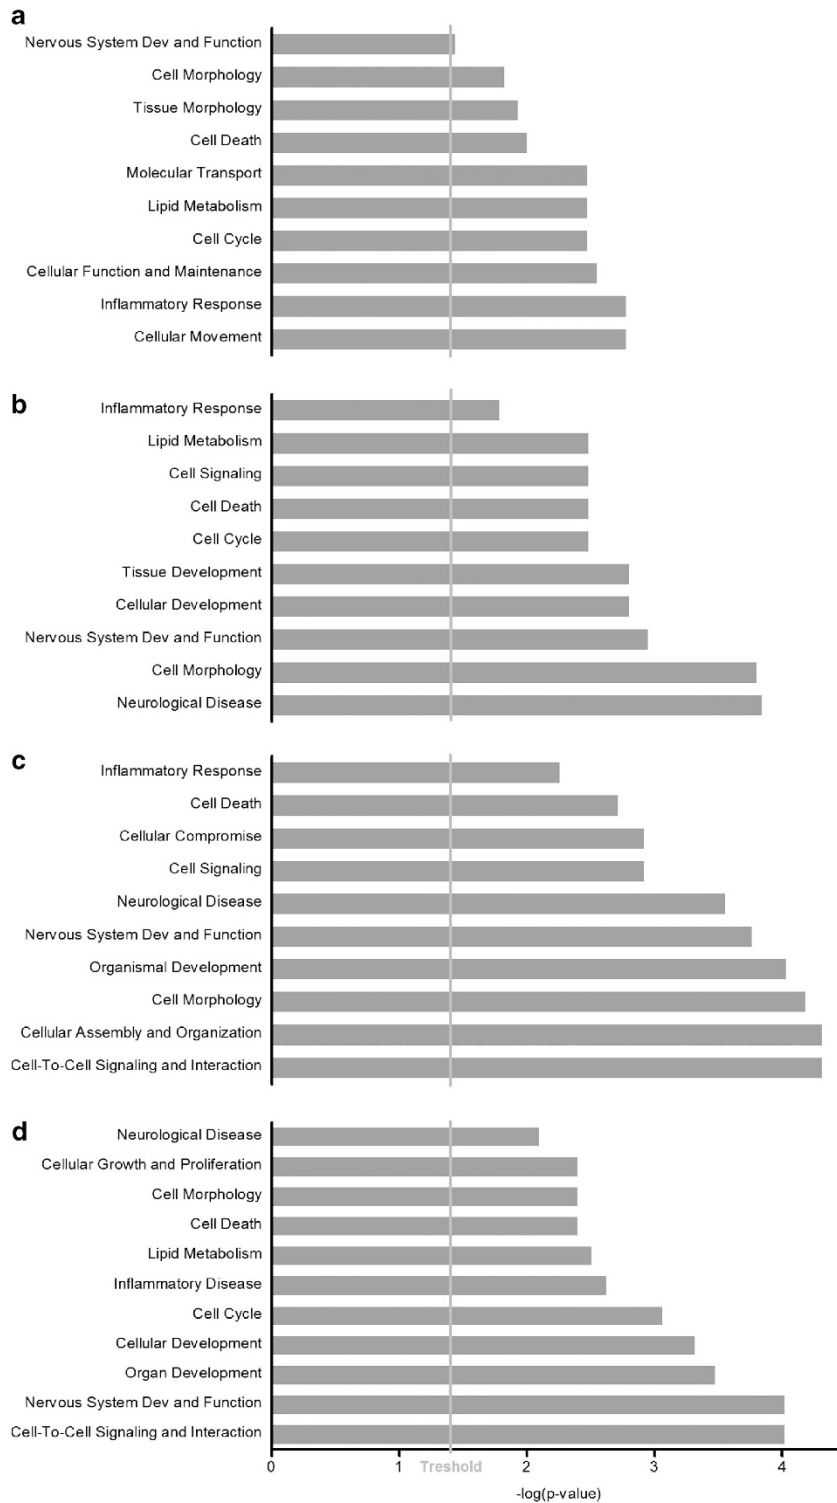 a
Nervous System Dev and Function
Cell Morphology
Tissue Morphology
Cell Death
Molecular Transport
Lipid Metabolism
Cell Cycle
Cellular Function and Maintenance
Inflammatory Response
Cellular Movement
b
Inflammatory Response
Lipid Metabolism
Cell Signaling
Cell Death
Cell Cycle
Tissue Development
Cellular Development
Nervous System Dev and Function
Cell Morphology
Neurological Disease
c
Inflammatory Response
Cell Death
Cellular Compromise
Cell Signaling
Neurological Disease
Nervous System Dev and Function
Organismal Development
Cell Morphology
Cellular Assembly and Organization
Cell-To-Cell Signaling and Interaction
d
Neurological Disease
Cellular Growth and Proliferation
Cell Morphology
Cell Death
Lipid Metabolism
Inflammatory Disease
Cell Cycle
Cellular Development
Organ Development
Nervous System Dev and Function
Cell-To-Cell Signaling and Interaction
0 1 Treshold 2 3 4
-log(p-value)